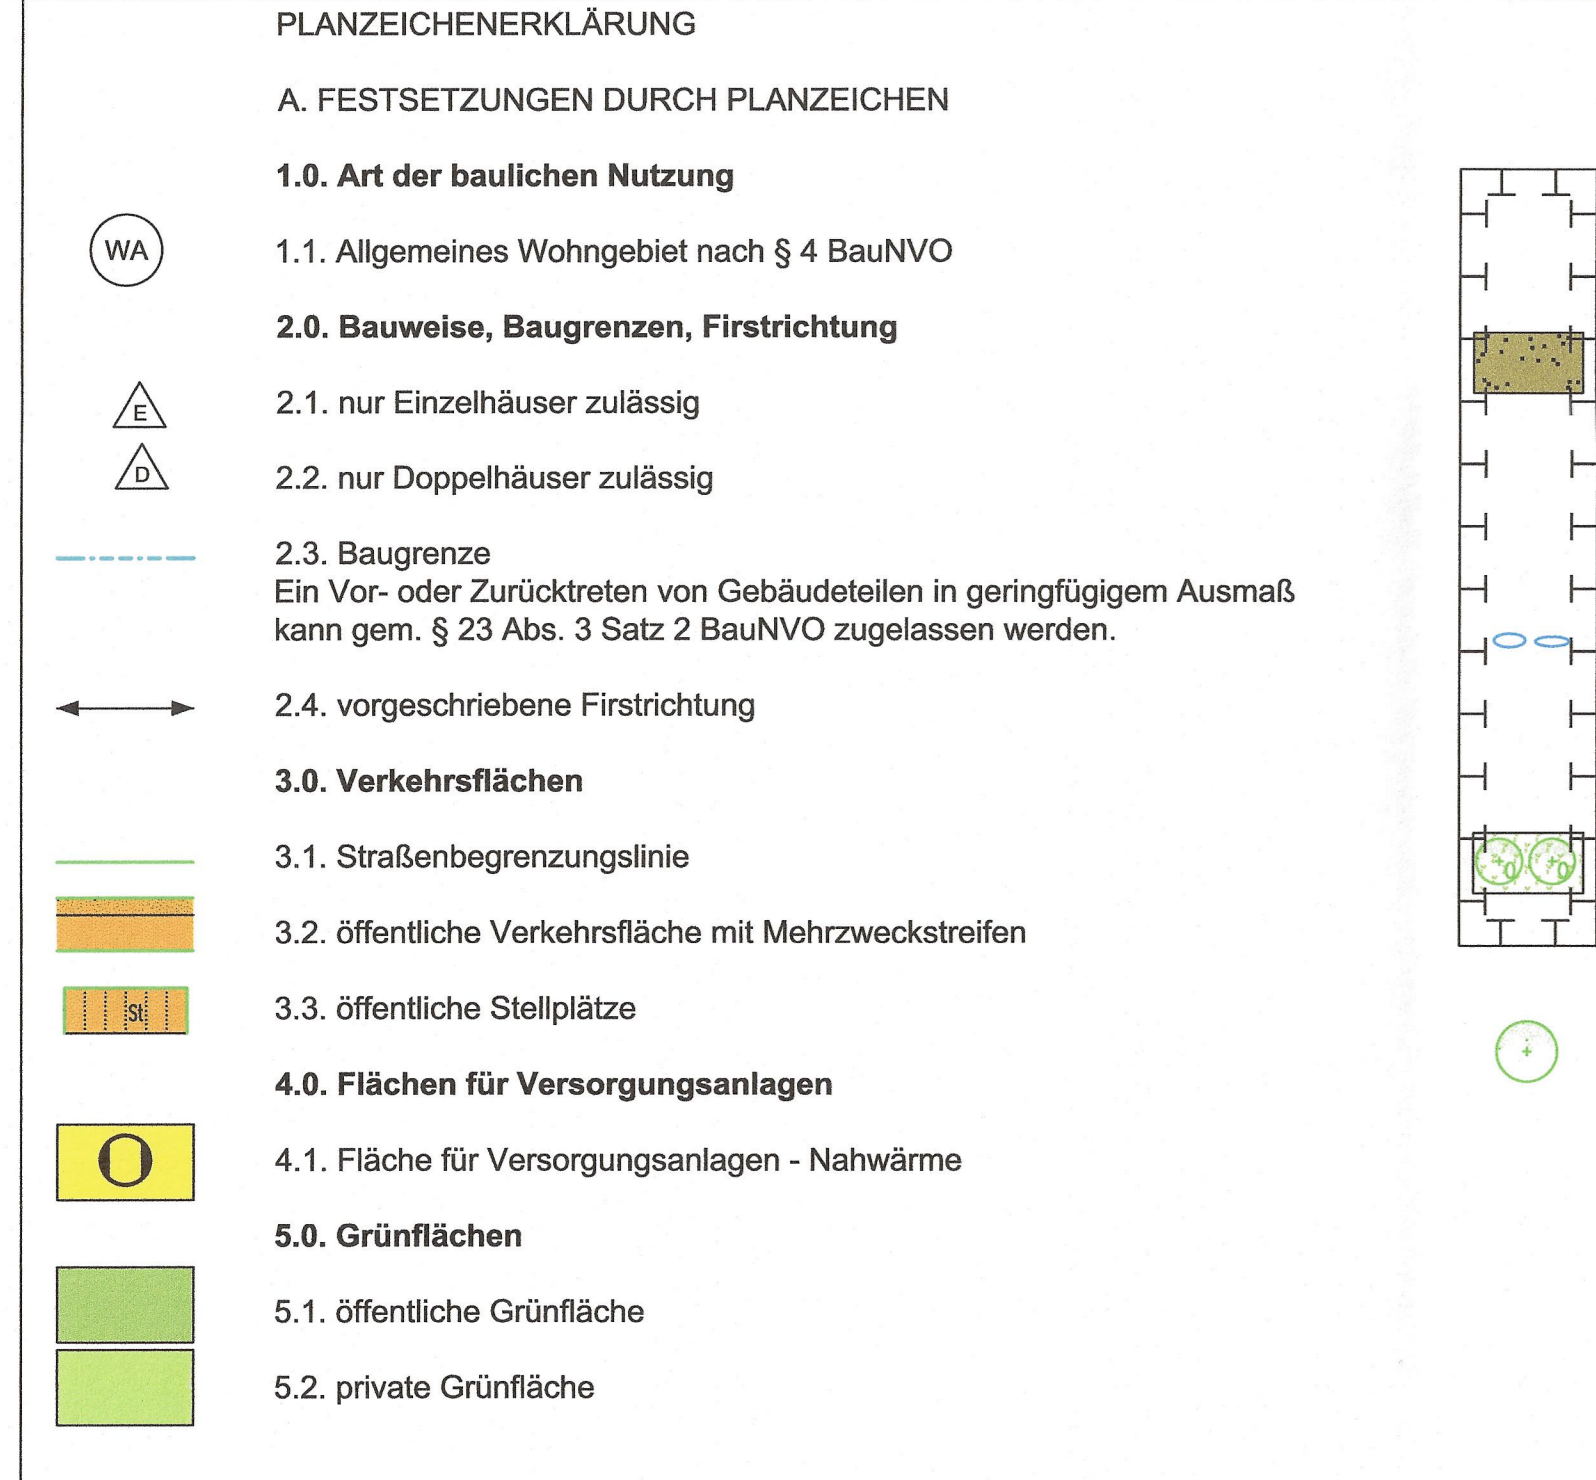 PLANZEICHENERKLÄRUNG
A. FESTSETZUNGEN DURCH PLANZEICHEN
1.0. Art der baulichen Nutzung
WA 1.1. Allgemeines Wohngebiet nach § 4 BauNVO
2.0. Bauweise, Baugrenzen, Firstrichtung
E 2.1. nur Einzelhäuser zulässig
D 2.2. nur Doppelhäuser zulässig
2.3. Baugrenze
Ein Vor- oder Zurücktreten von Gebäudeteilen in geringfügigem Ausmaß
kann gem. § 23 Abs. 3 Satz 2 BauNVO zugelassen werden.
2.4. vorgeschriebene Firstrichtung
3.0. Verkehrsflächen
3.1. Straßenbegrenzungslinie
3.2. öffentliche Verkehrsfläche mit Mehrzweckstreifen
St 3.3. öffentliche Stellplätze
4.0. Flächen für Versorgungsanlagen
4.1. Fläche für Versorgungsanlagen - Nahwärme
5.0. Grünflächen
5.1. öffentliche Grünfläche
5.2. private Grünfläche
O O